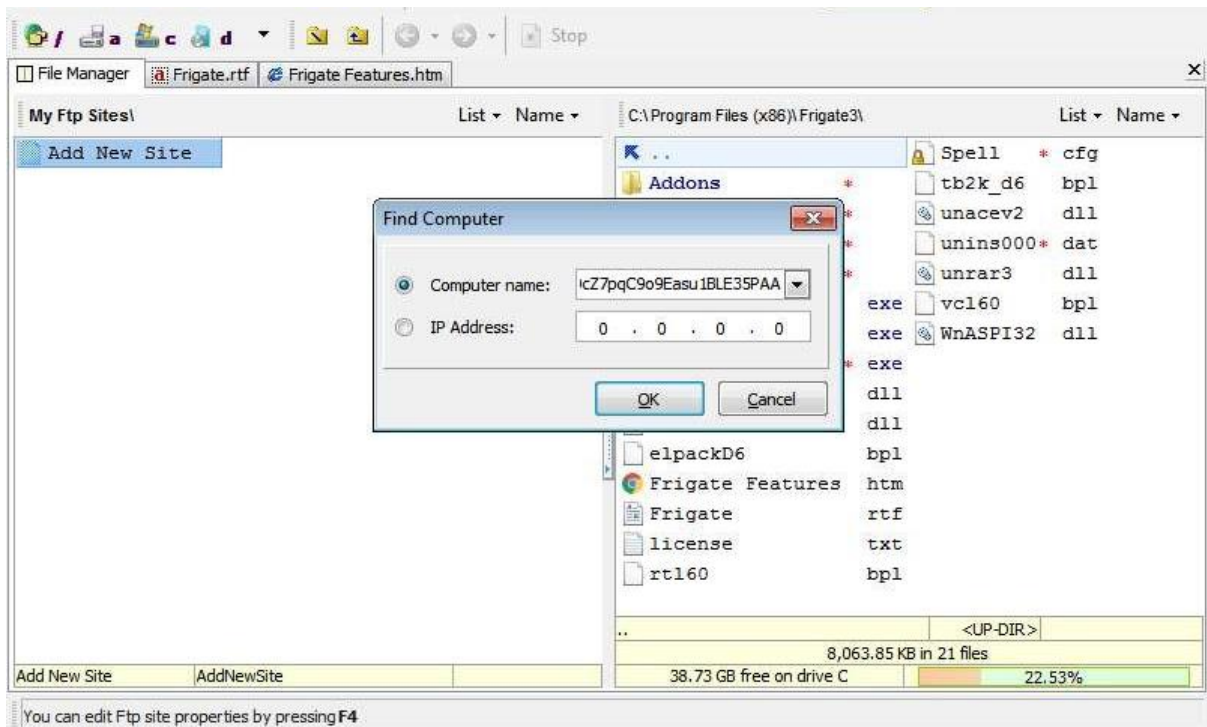 / a c d Stop
File Manager Frigate.rtf Frigate Features.htm
My Ftp Sites\ List Name C:\Program Files (x86)\Frigate3\ List Name
Add New Site
..
Addons *
*
*
*
exe
exe
* exe
dll
dll
elpackD6 bpl
Frigate Features htm
Frigate rtf
license txt
rtl60 bpl
Spell * cfg
tb2k_d6 bpl
unacev2 dll
unins000* dat
unrar3 dll
vcl60 bpl
WnASPI32 dll
Find Computer
Computer name: cZ7pqC9o9Easu1BLE35PAA
IP Address: 0 . 0 . 0 . 0
OK Cancel
.. <UP-DIR>
8,063.85 KB in 21 files
Add New Site AddNewSite 38.73 GB free on drive C 22.53%
You can edit Ftp site properties by pressing F4